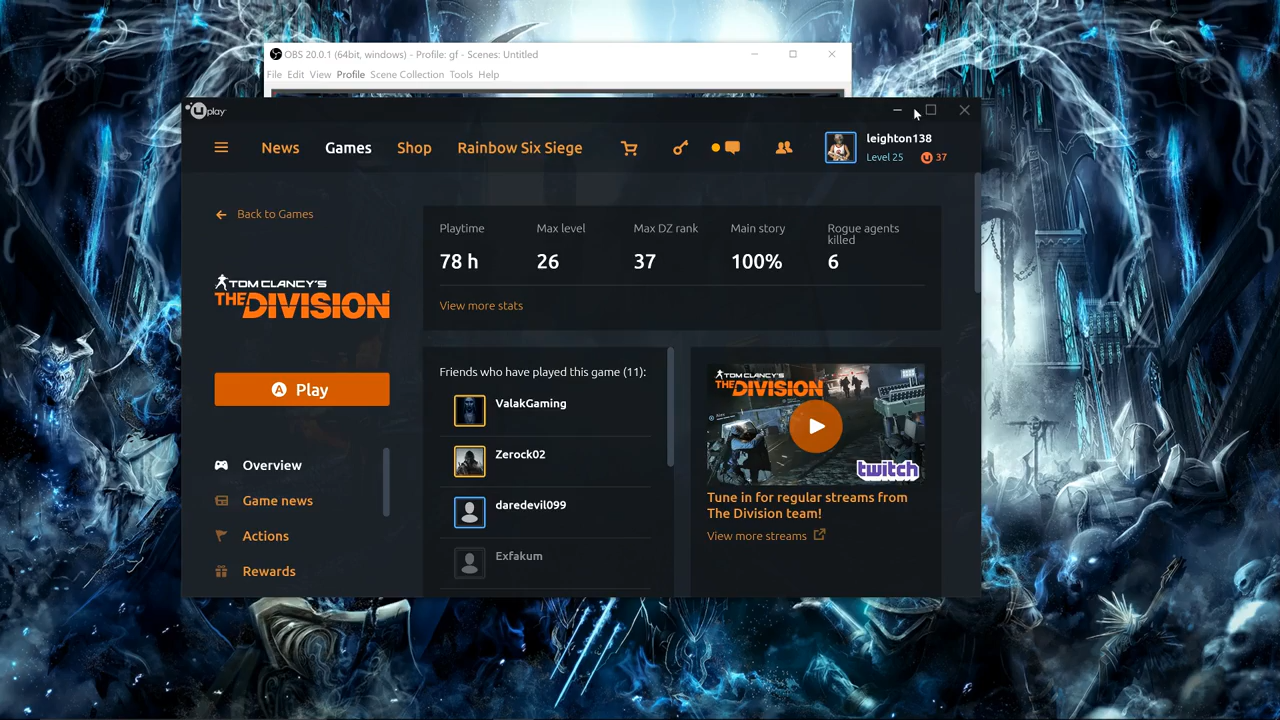 OBS 20.0.1 (64bit, windows) - Profile: gf - Scenes: Untitled
File Edit View Profile Scene Collection Tools Help
uplay
News Games Shop Rainbow Six Siege
leighton138
Level 25 37
Back to Games
TOM CLANCY'S
THE DIVISION
A Play
Overview
Game news
Actions
Rewards
Playtime Max level Max DZ rank Main story Rogue agents
killed
78 h 26 37 100% 6
View more stats
Friends who have played this game (11):
ValakGaming
Zerock02
daredevil099
Exfakum
TOM CLANCY'S
THE DIVISION
twitch
Tune in for regular streams from
The Division team!
View more streams